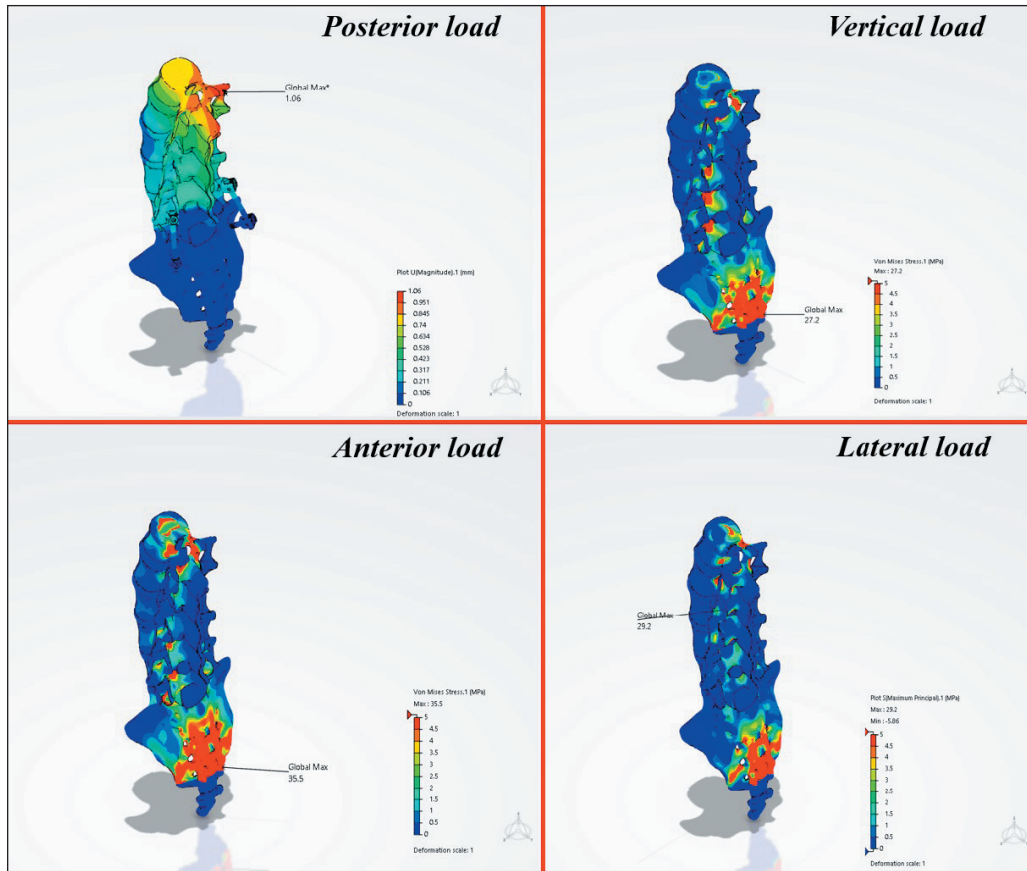 Posterior load
Global Max*
1.06
Plot U(Magnitude).1 (mm)
1.06
0.951
0.845
0.74
0.634
0.528
0.423
0.317
0.211
0.106
0
Deformation scale: 1
Vertical load
Von Mises Stress.1 (MPa)
Max : 27.2
5
4.5
4
3.5
3
2.5
2
1.5
1
0.5
0
Global Max
27.2
Deformation scale: 1
Anterior load
Von Mises Stress.1 (MPa)
Max : 35.5
5
4.5
4
3.5
3
2.5
2
1.5
1
0.5
0
Global Max
35.5
Deformation scale: 1
Lateral load
Global Max
29.2
Plot S(Maximum Principal).1 (MPa)
Max : 29.2
Min : -5.86
5
4.5
4
3.5
3
2.5
2
1.5
1
0.5
0
Deformation scale: 1